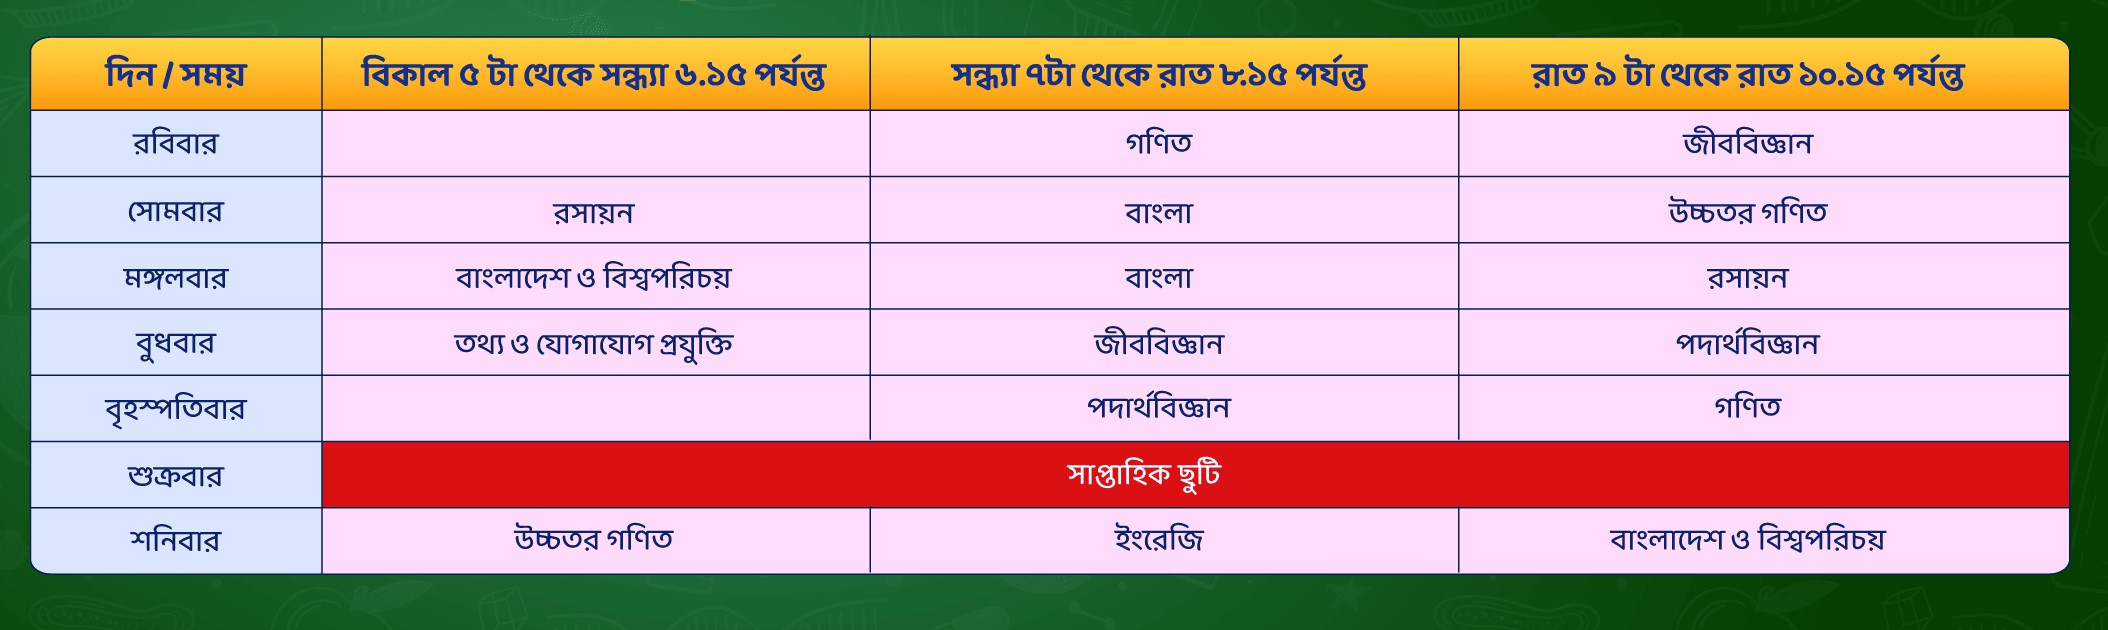 দিন / সময় বিকাল ৫ টা থেকে সন্ধ্যা ৬.১৫ পর্যন্ত সন্ধ্যা ৭টা থেকে রাত ৮.১৫ পর্যন্ত রাত ৯ টা থেকে রাত ১০.১৫ পর্যন্ত
রবিবার গণিত জীববিজ্ঞান
সোমবার রসায়ন বাংলা উচ্চতর গণিত
মঙ্গলবার বাংলাদেশ ও বিশ্বপরিচয় বাংলা রসায়ন
বুধবার তথ্য ও যোগাযোগ প্রযুক্তি জীববিজ্ঞান পদার্থবিজ্ঞান
বৃহস্পতিবার পদার্থবিজ্ঞান গণিত
শুক্রবার সাপ্তাহিক ছুটি
শনিবার উচ্চতর গণিত ইংরেজি বাংলাদেশ ও বিশ্বপরিচয়